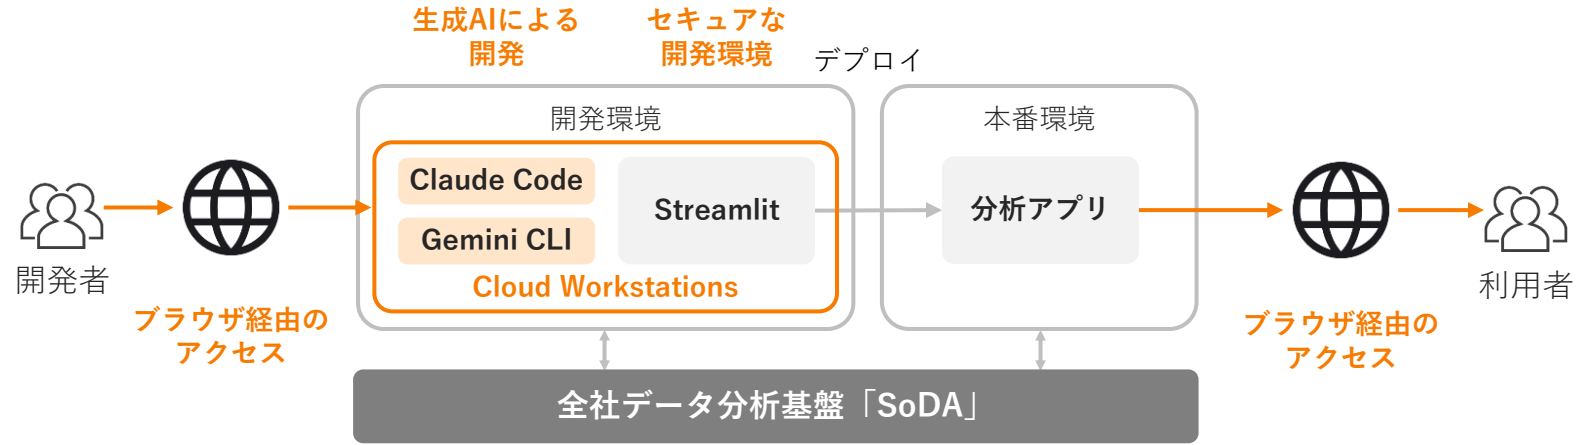 生成AIによる
開発
セキュアな
開発環境
デプロイ
開発環境
本番環境
Claude Code
Gemini CLI
Streamlit
分析アプリ
Cloud Workstations
開発者
利用者
ブラウザ経由の
アクセス
ブラウザ経由の
アクセス
全社データ分析基盤「SoDA」